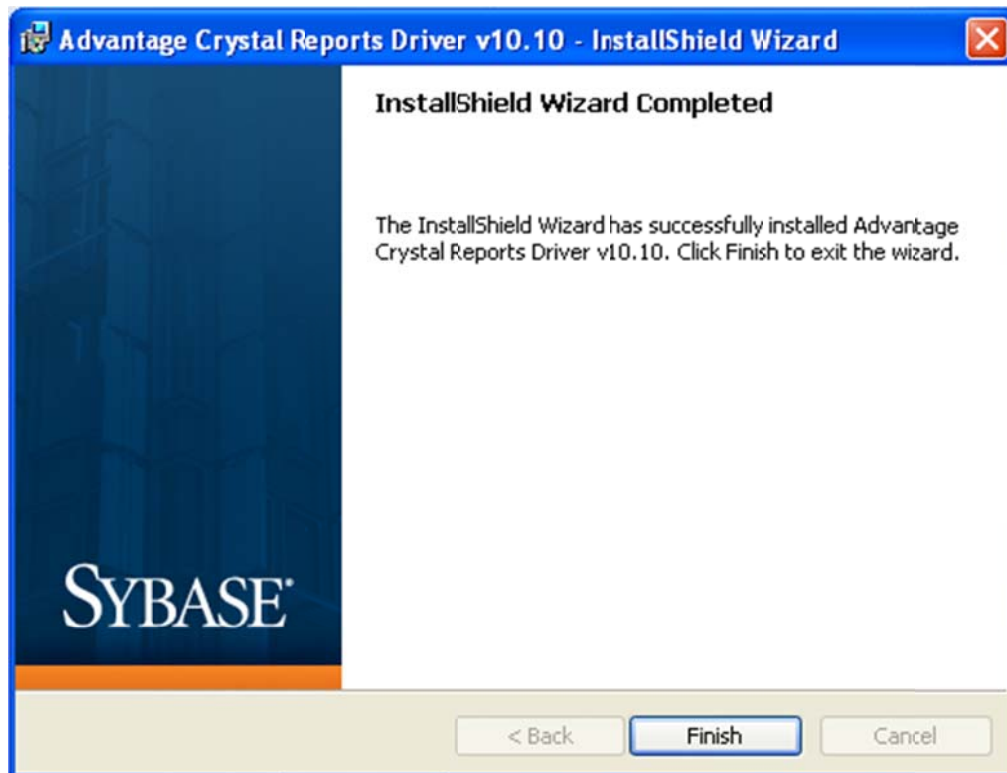 Advantage Crystal Reports Driver v10.10 - InstallShield Wizard
InstallShield Wizard Completed
The InstallShield Wizard has successfully installed Advantage
Crystal Reports Driver v10.10. Click Finish to exit the wizard.
SYBASE®
< Back
Finish
Cancel